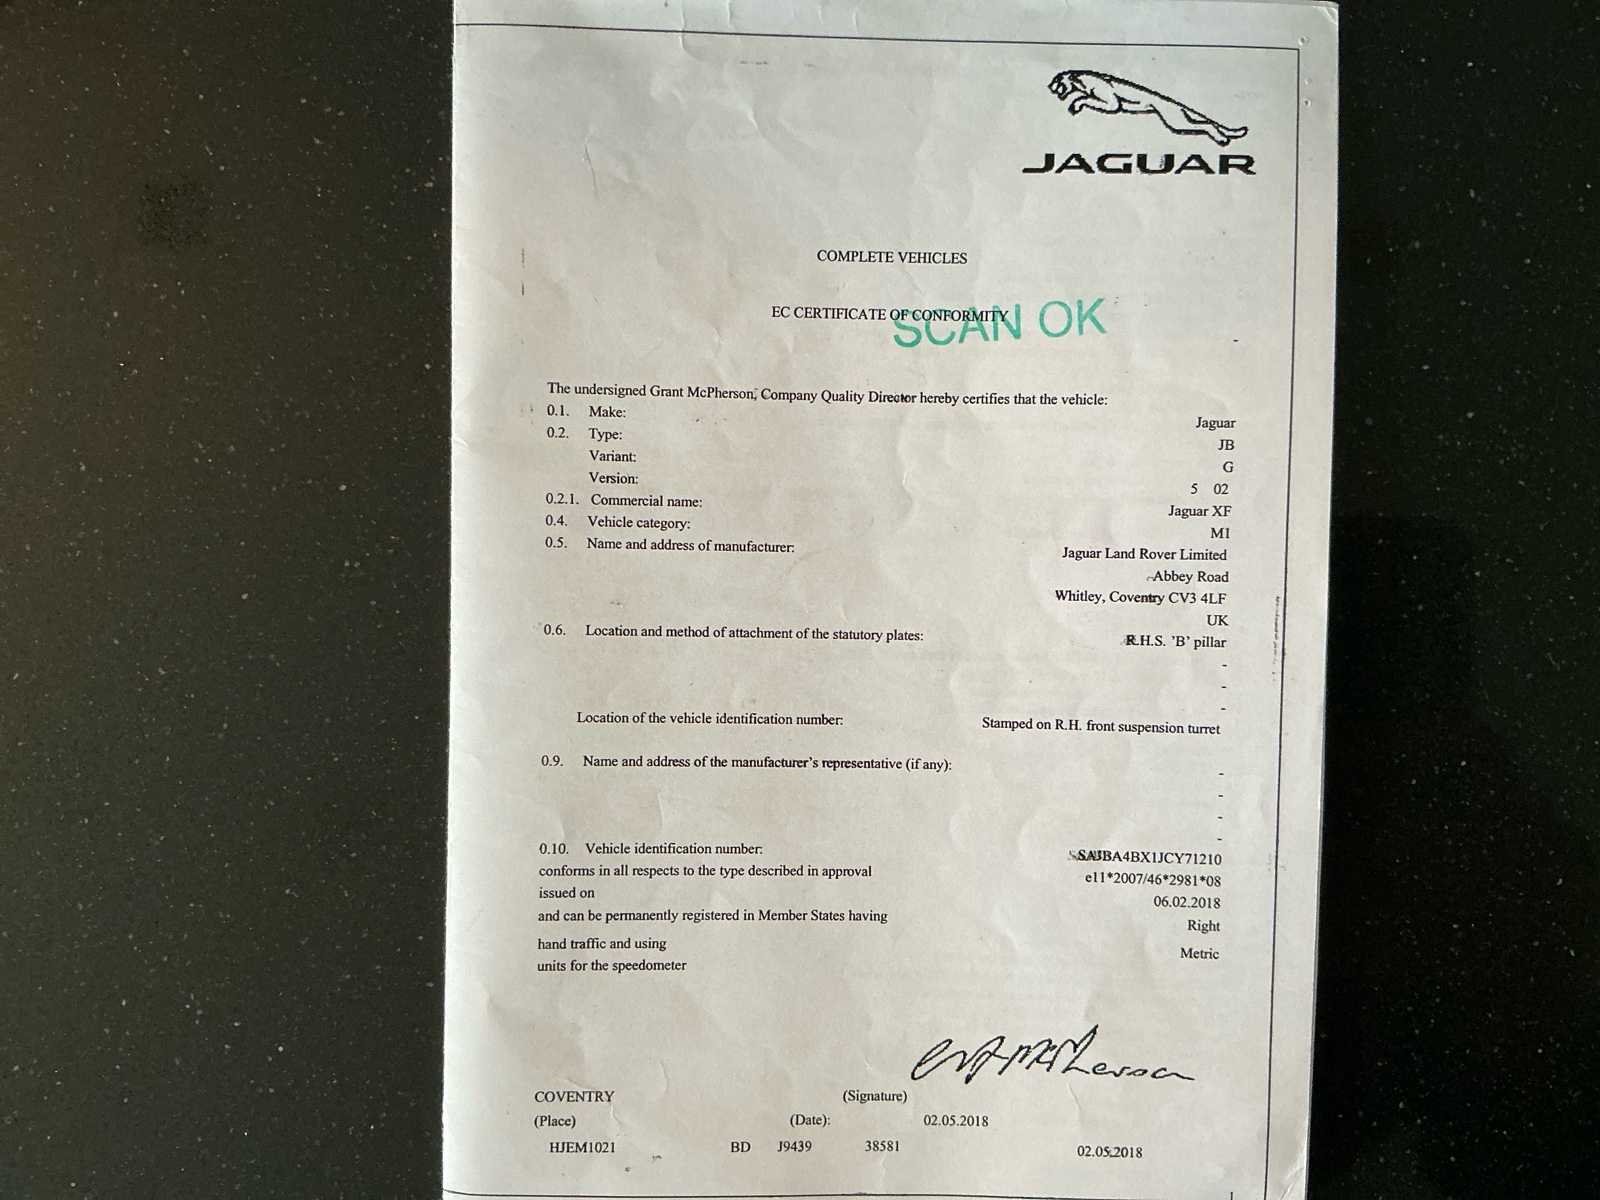 JAGUAR
COMPLETE VEHICLES
EC CERTIFICATE OF CONFORMITY
SCAN OK
The undersigned Grant McPherson, Company Quality Director hereby certifies that the vehicle:
0.1. Make: Jaguar
0.2. Type: JB
Variant: G
Version: 5 02
0.2.1. Commercial name: Jaguar XF
0.4. Vehicle category: M1
0.5. Name and address of manufacturer: Jaguar Land Rover Limited
Abbey Road
Whitley, Coventry CV3 4LF
UK
0.6. Location and method of attachment of the statutory plates: R.H.S. 'B' pillar
-
-
-
Location of the vehicle identification number: Stamped on R.H. front suspension turret
0.9. Name and address of the manufacturer's representative (if any): -
-
-
-
0.10. Vehicle identification number: SAJBA4BX1JCY71210
conforms in all respects to the type described in approval e11*2007/46*2981*08
issued on 06.02.2018
and can be permanently registered in Member States having Right
hand traffic and using Metric
units for the speedometer
G McPherson
COVENTRY (Signature)
(Place) (Date): 02.05.2018
HJEM1021 BD J9439 38581 02.05.2018